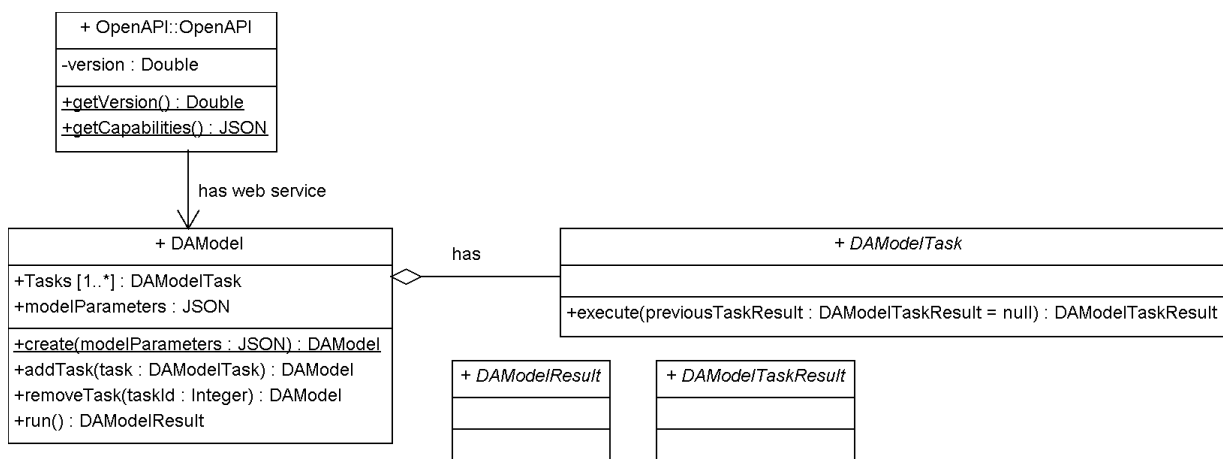 + OpenAPI::OpenAPI
-version : Double
+getVersion() : Double
+getCapabilities() : JSON
has web service
+ DAModel
+Tasks [1..*] : DAModelTask
+modelParameters : JSON
+create(modelParameters : JSON) : DAModel
+addTask(task : DAModelTask) : DAModel
+removeTask(taskId : Integer) : DAModel
+run() : DAModelResult
has
+ DAModelTask
+execute(previousTaskResult : DAModelTaskResult = null) : DAModelTaskResult
+ DAModelResult
+ DAModelTaskResult